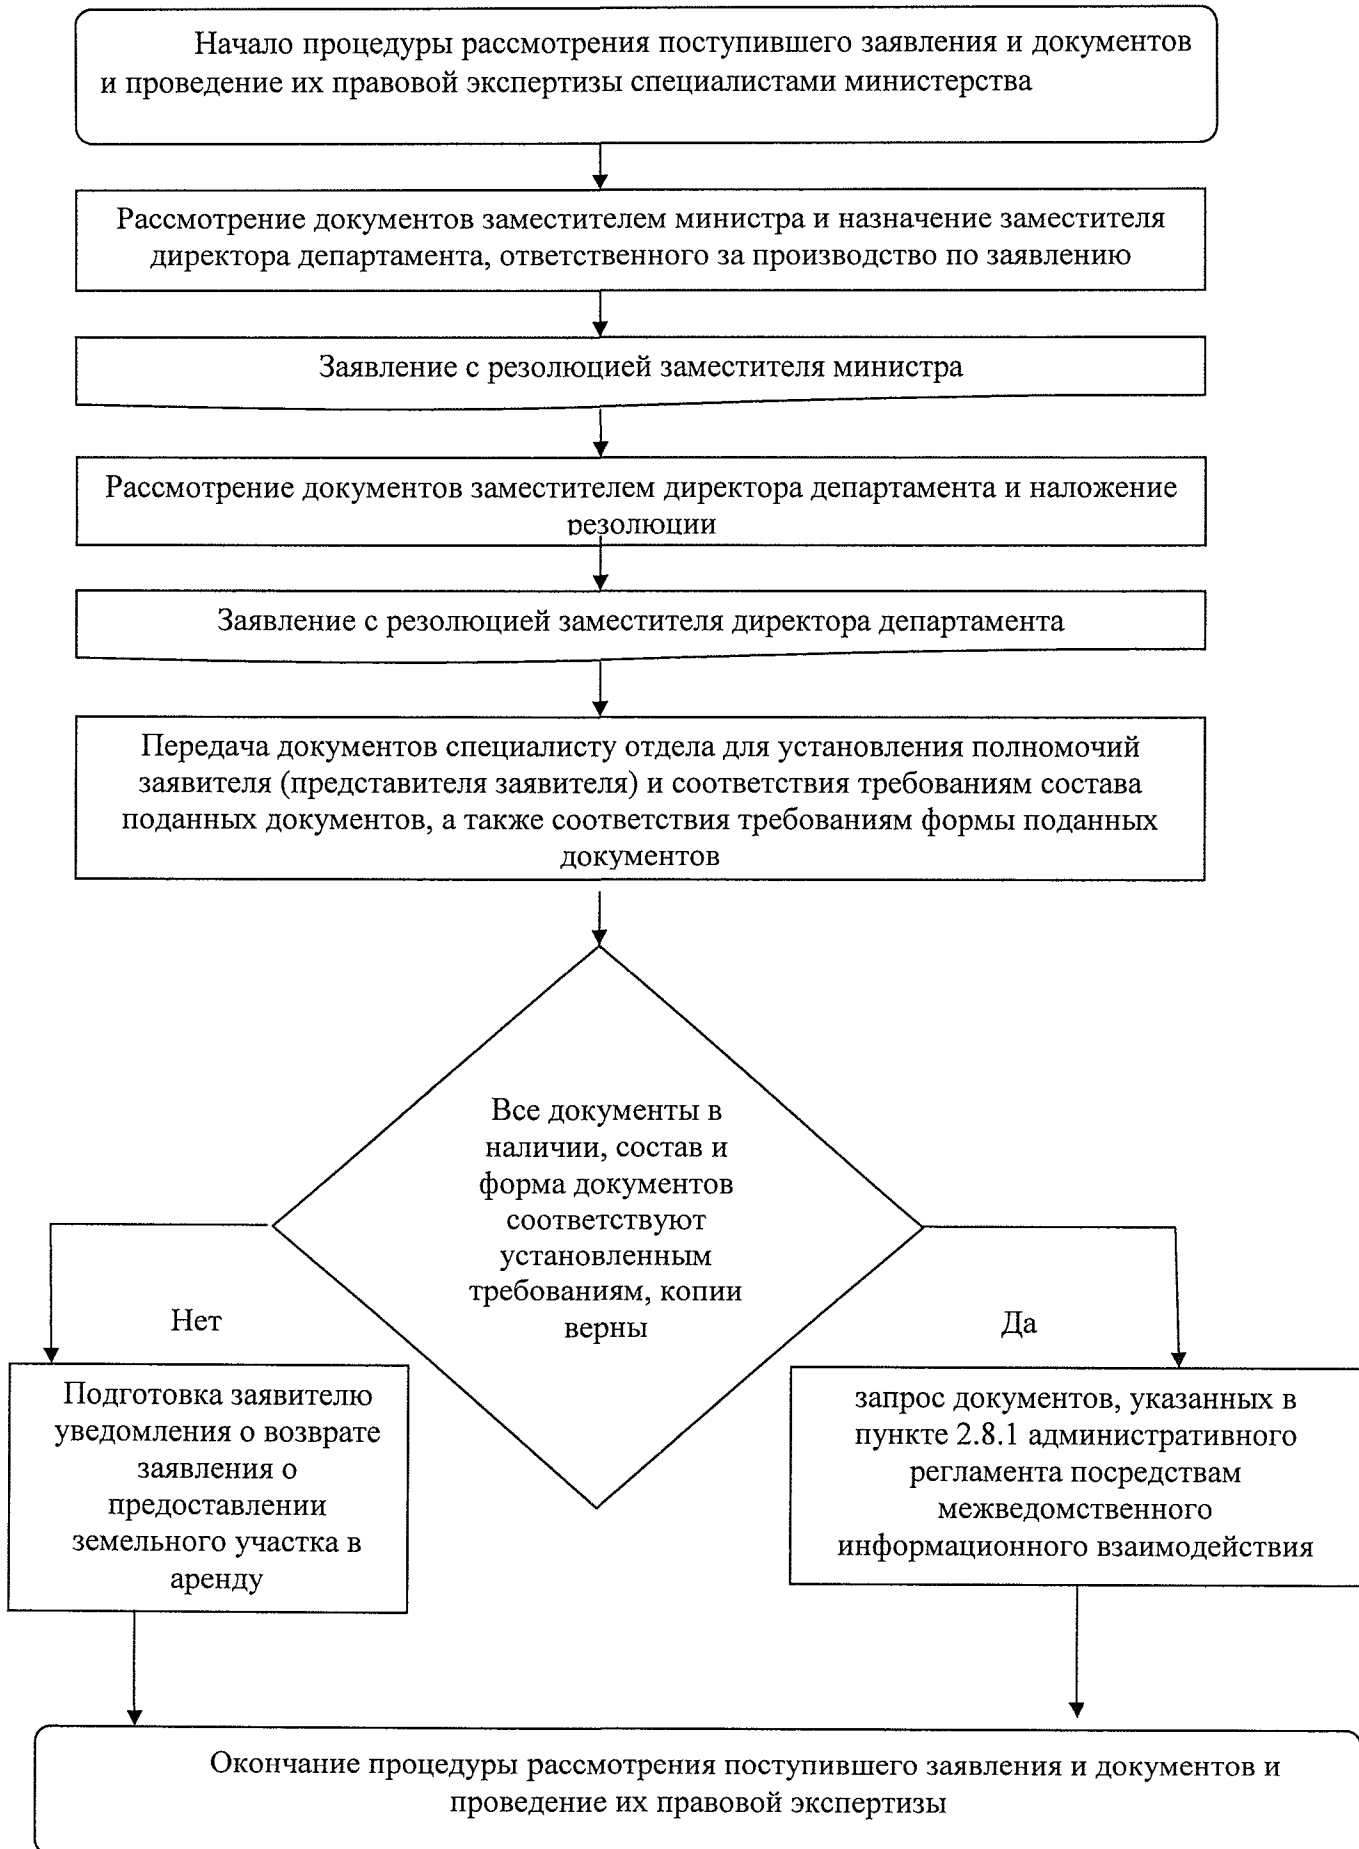 Начало процедуры рассмотрения поступившего заявления и документов
и проведение их правовой экспертизы специалистами министерства
Рассмотрение документов заместителем министра и назначение заместителя
директора департамента, ответственного за производство по заявлению
Заявление с резолюцией заместителя министра
Рассмотрение документов заместителем директора департамента и наложение
резолюции
Заявление с резолюцией заместителя директора департамента
Передача документов специалисту отдела для установления полномочий
заявителя (представителя заявителя) и соответствия требованиям состава
поданных документов, а также соответствия требованиям формы поданных
документов
Все документы в
наличии, состав и
форма документов
соответствуют
установленным
требованиям, копии
верны
Нет
Да
Подготовка заявителю
уведомления о возврате
заявления о
предоставлении
земельного участка в
аренду
запрос документов, указанных в
пункте 2.8.1 административного
регламента посредствам
межведомственного
информационного взаимодействия
Окончание процедуры рассмотрения поступившего заявления и документов и
проведение их правовой экспертизы